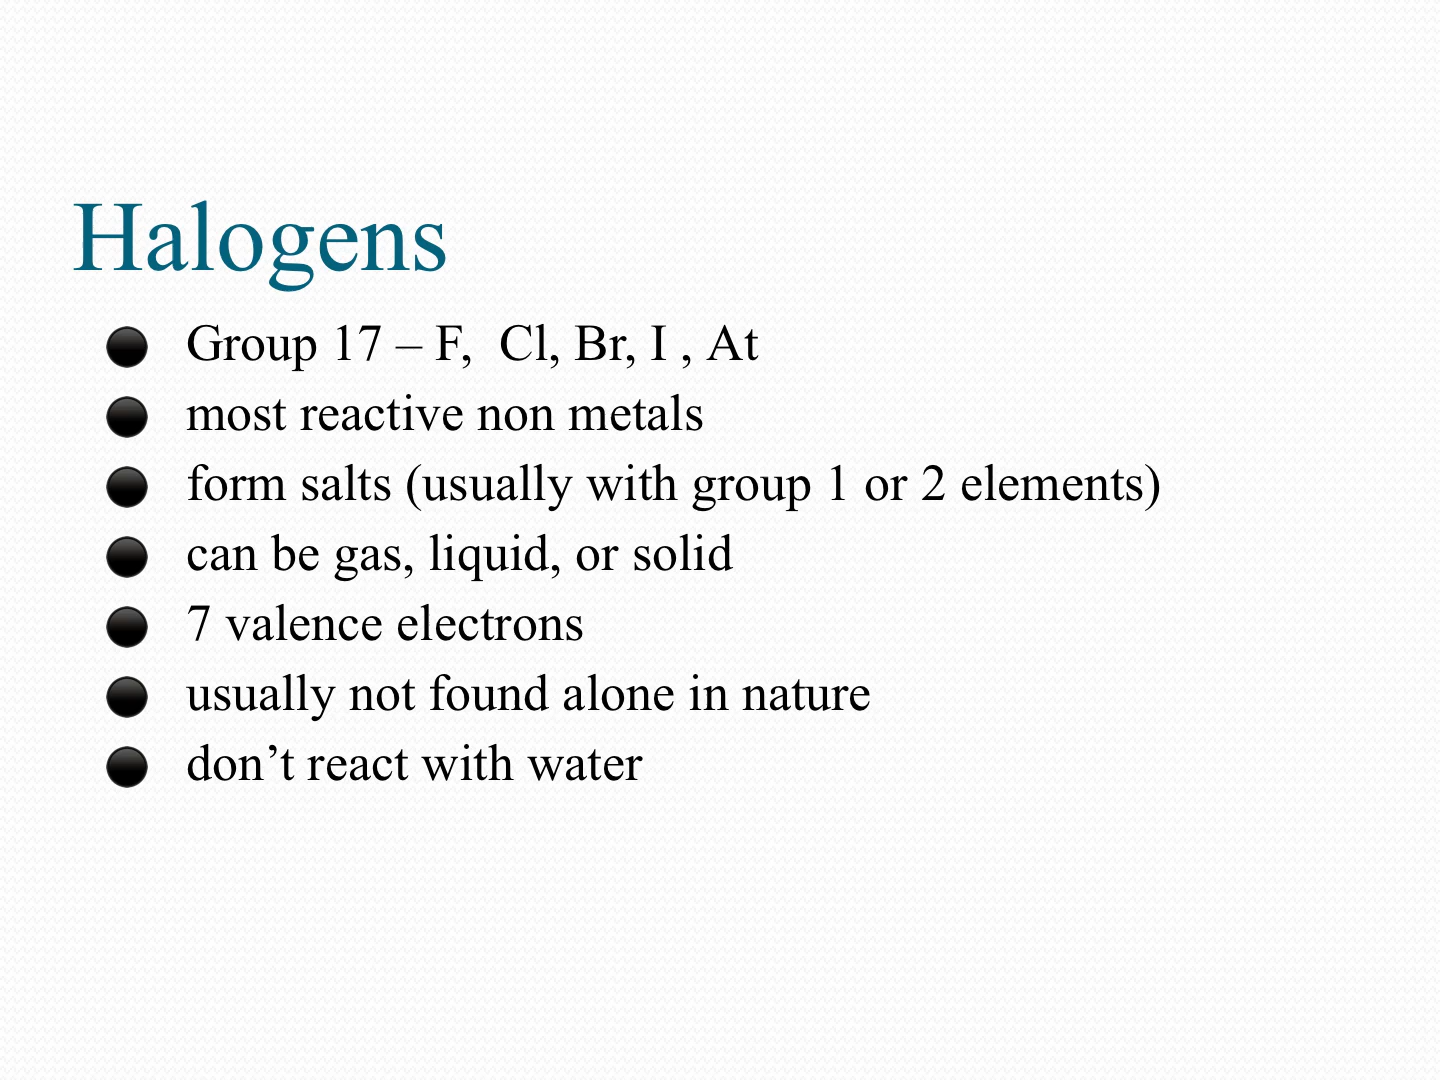 Halogens
Group 17 – F,  Cl, Br, I , At
most reactive non metals
form salts (usually with group 1 or 2 elements)
can be gas, liquid, or solid
7 valence electrons
usually not found alone in nature
don’t react with water